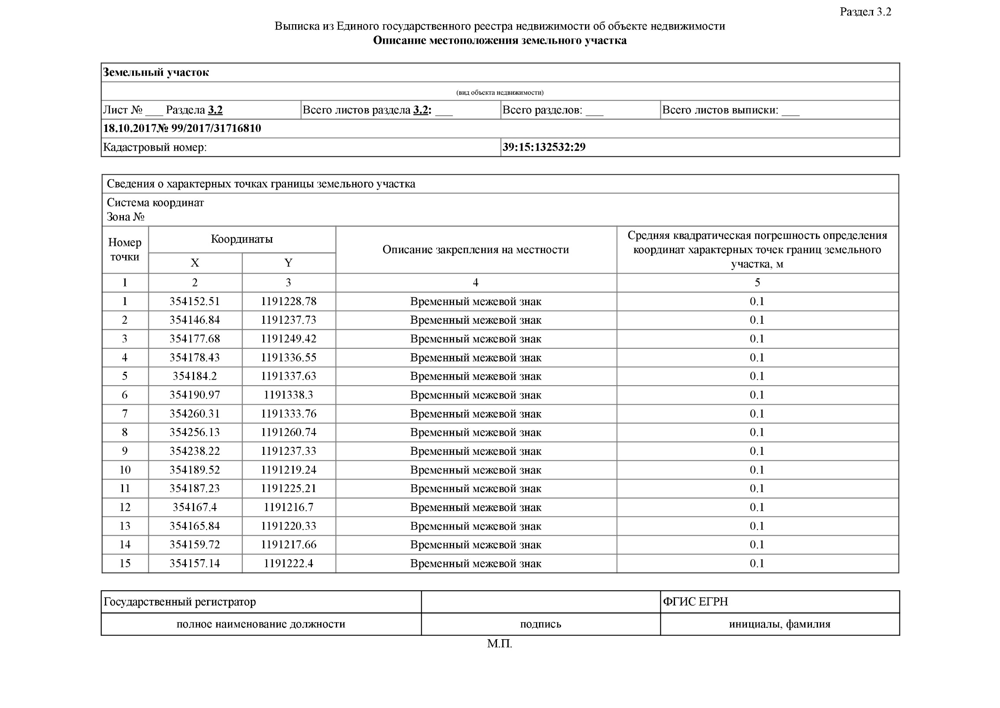 Раздел 3.2
Выписка из Единого государственного реестра недвижимости об объекте недвижимости
Описание местоположения земельного участка
Земельный участок
(вид объекта недвижимости)
Лист № ___ Раздела 3.2 Всего листов раздела 3.2: ___ Всего разделов: ___ Всего листов выписки: ___
18.10.2017№ 99/2017/31716810
Кадастровый номер: 39:15:132532:29
Сведения о характерных точках границы земельного участка
Система координат
Зона №
Номер точки Координаты Описание закрепления на местности Средняя квадратическая погрешность определения координат характерных точек границ земельного участка, м
X Y
1 2 3 4 5
1 354152.51 1191228.78 Временный межевой знак 0.1
2 354146.84 1191237.73 Временный межевой знак 0.1
3 354177.68 1191249.42 Временный межевой знак 0.1
4 354178.43 1191336.55 Временный межевой знак 0.1
5 354184.2 1191337.63 Временный межевой знак 0.1
6 354190.97 1191338.3 Временный межевой знак 0.1
7 354260.31 1191333.76 Временный межевой знак 0.1
8 354256.13 1191260.74 Временный межевой знак 0.1
9 354238.22 1191237.33 Временный межевой знак 0.1
10 354189.52 1191219.24 Временный межевой знак 0.1
11 354187.23 1191225.21 Временный межевой знак 0.1
12 354167.4 1191216.7 Временный межевой знак 0.1
13 354165.84 1191220.33 Временный межевой знак 0.1
14 354159.72 1191217.66 Временный межевой знак 0.1
15 354157.14 1191222.4 Временный межевой знак 0.1
Государственный регистратор ФГИС ЕГРН
полное наименование должности подпись инициалы, фамилия
М.П.